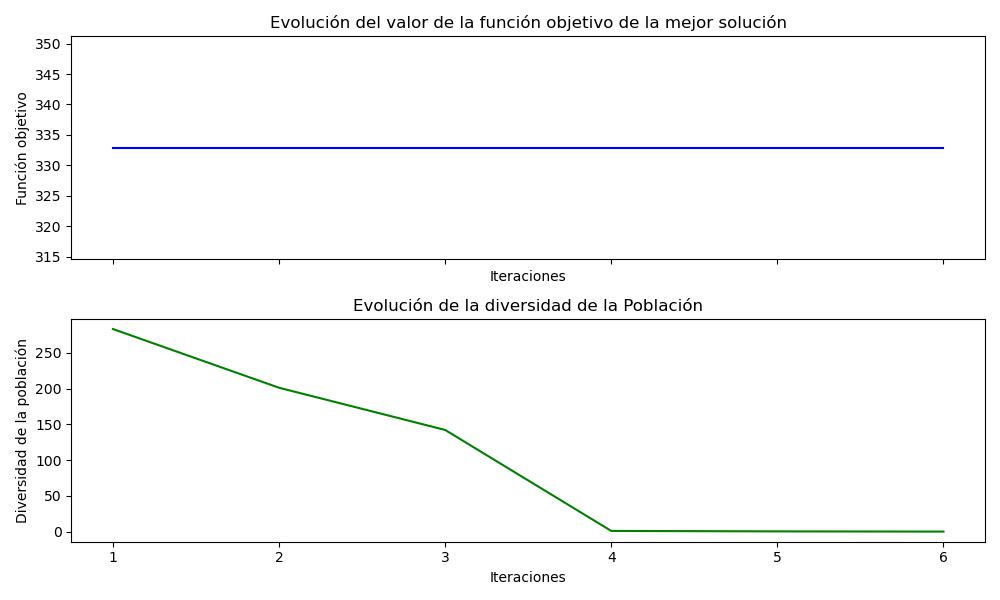 Evolución del valor de la función objetivo de la mejor solución
Función objetivo
350
345
340
335
330
325
320
315
Iteraciones
Evolución de la diversidad de la Población
Diversidad de la población
250
200
150
100
50
0
1 2 3 4 5 6
Iteraciones